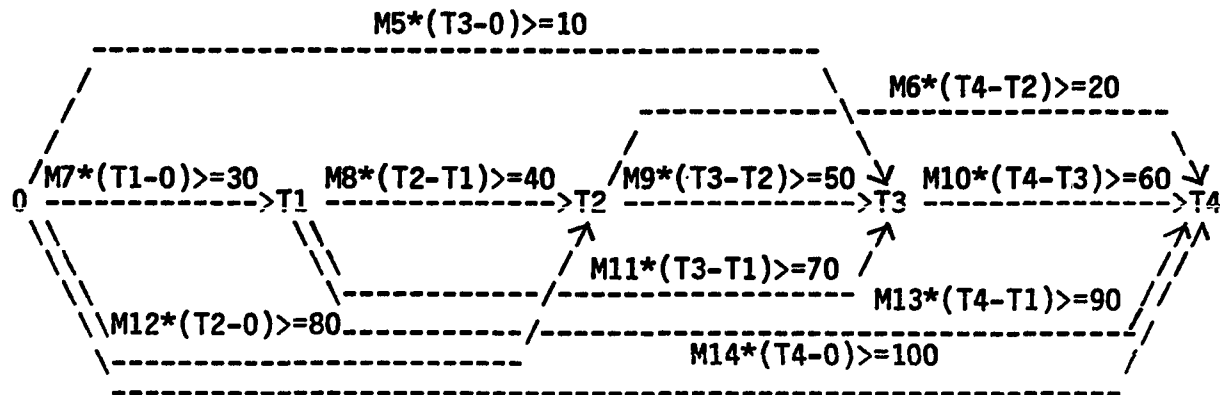 M5*(T3-0)>=10
M6*(T4-T2)>=20
M7*(T1-0)>=30 M8*(T2-T1)>=40 M9*(T3-T2)>=50 M10*(T4-T3)>=60
0 T1 T2 T3 T4
M11*(T3-T1)>=70
M13*(T4-T1)>=90
M12*(T2-0)>=80
M14*(T4-0)>=100